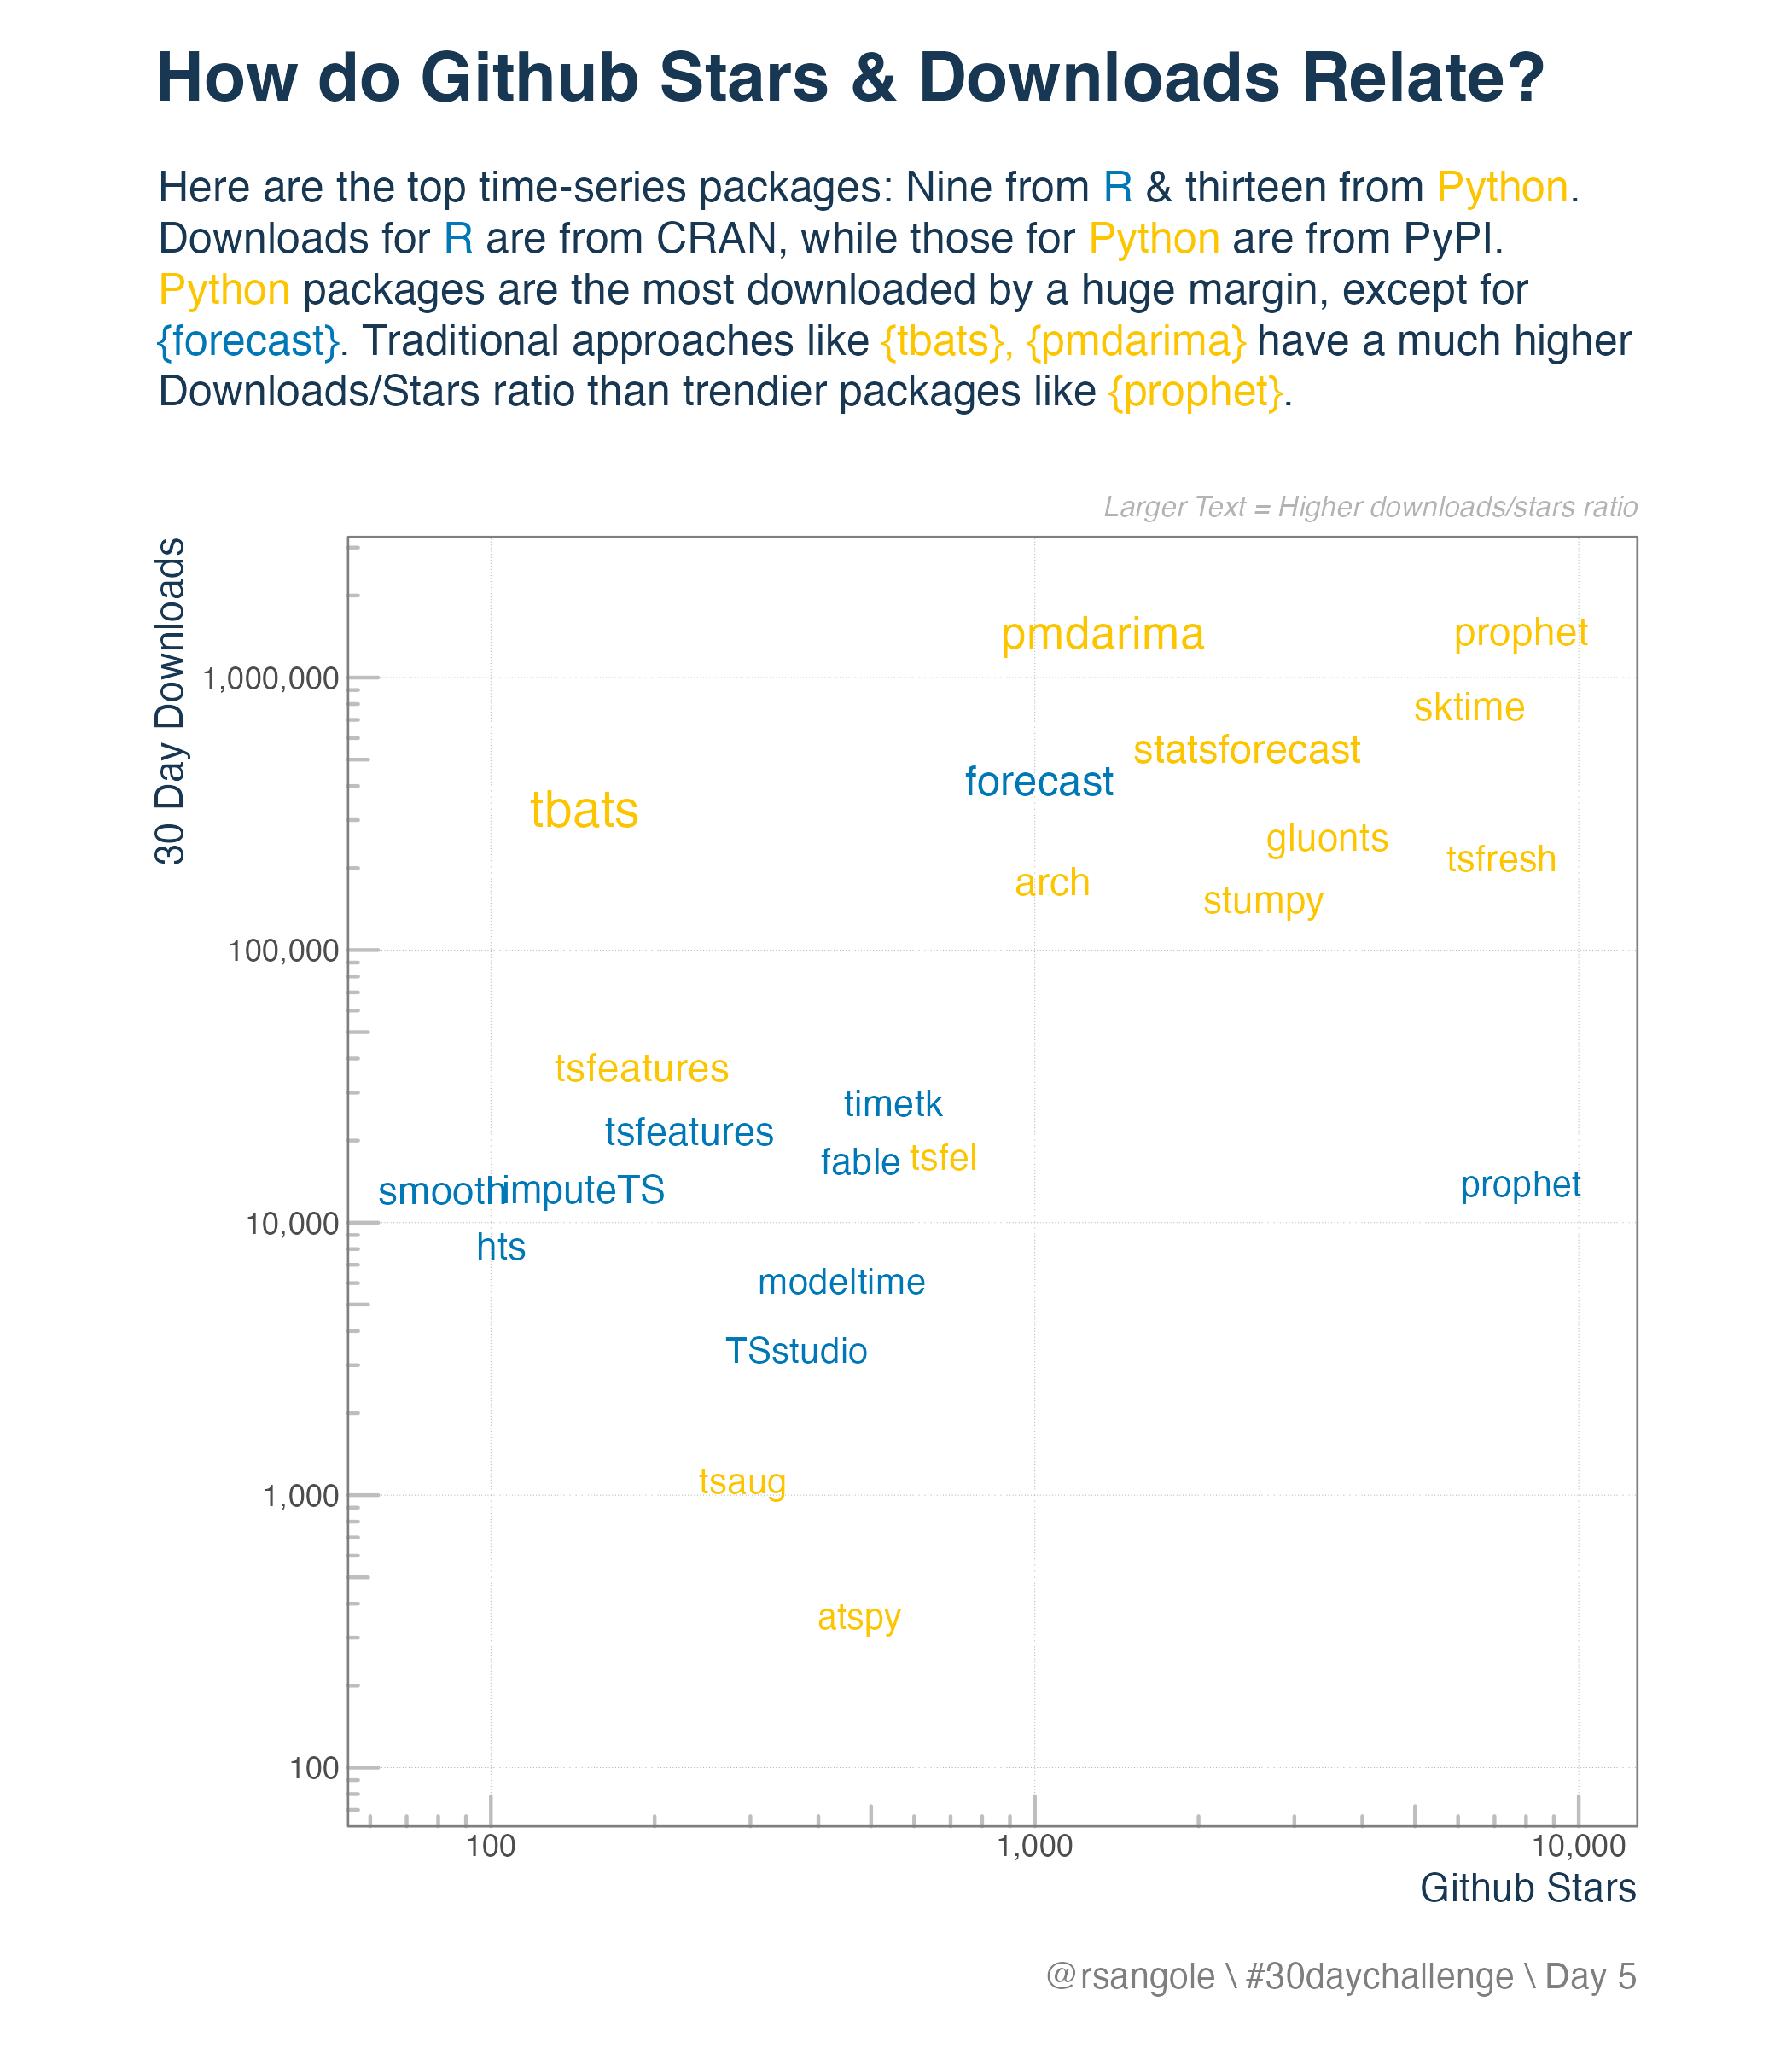 How do Github Stars & Downloads Relate?
Here are the top time-series packages: Nine from R & thirteen from Python.
Downloads for R are from CRAN, while those for Python are from PyPI.
Python packages are the most downloaded by a huge margin, except for
{forecast}. Traditional approaches like {tbats}, {pmdarima} have a much higher
Downloads/Stars ratio than trendier packages like {prophet}.
Larger Text = Higher downloads/stars ratio
30 Day Downloads
1,000,000
100,000
10,000
1,000
100
pmdarima
prophet
sktime
statsforecast
forecast
tbats
gluonts
tsfresh
arch
stumpy
tsfeatures
timetk
tsfeatures
fable
tsfel
smooth
imputeTS
prophet
hts
modeltime
TSstudio
tsaug
atspy
100
1,000
10,000
Github Stars
@rsangole \ #30daychallenge \ Day 5